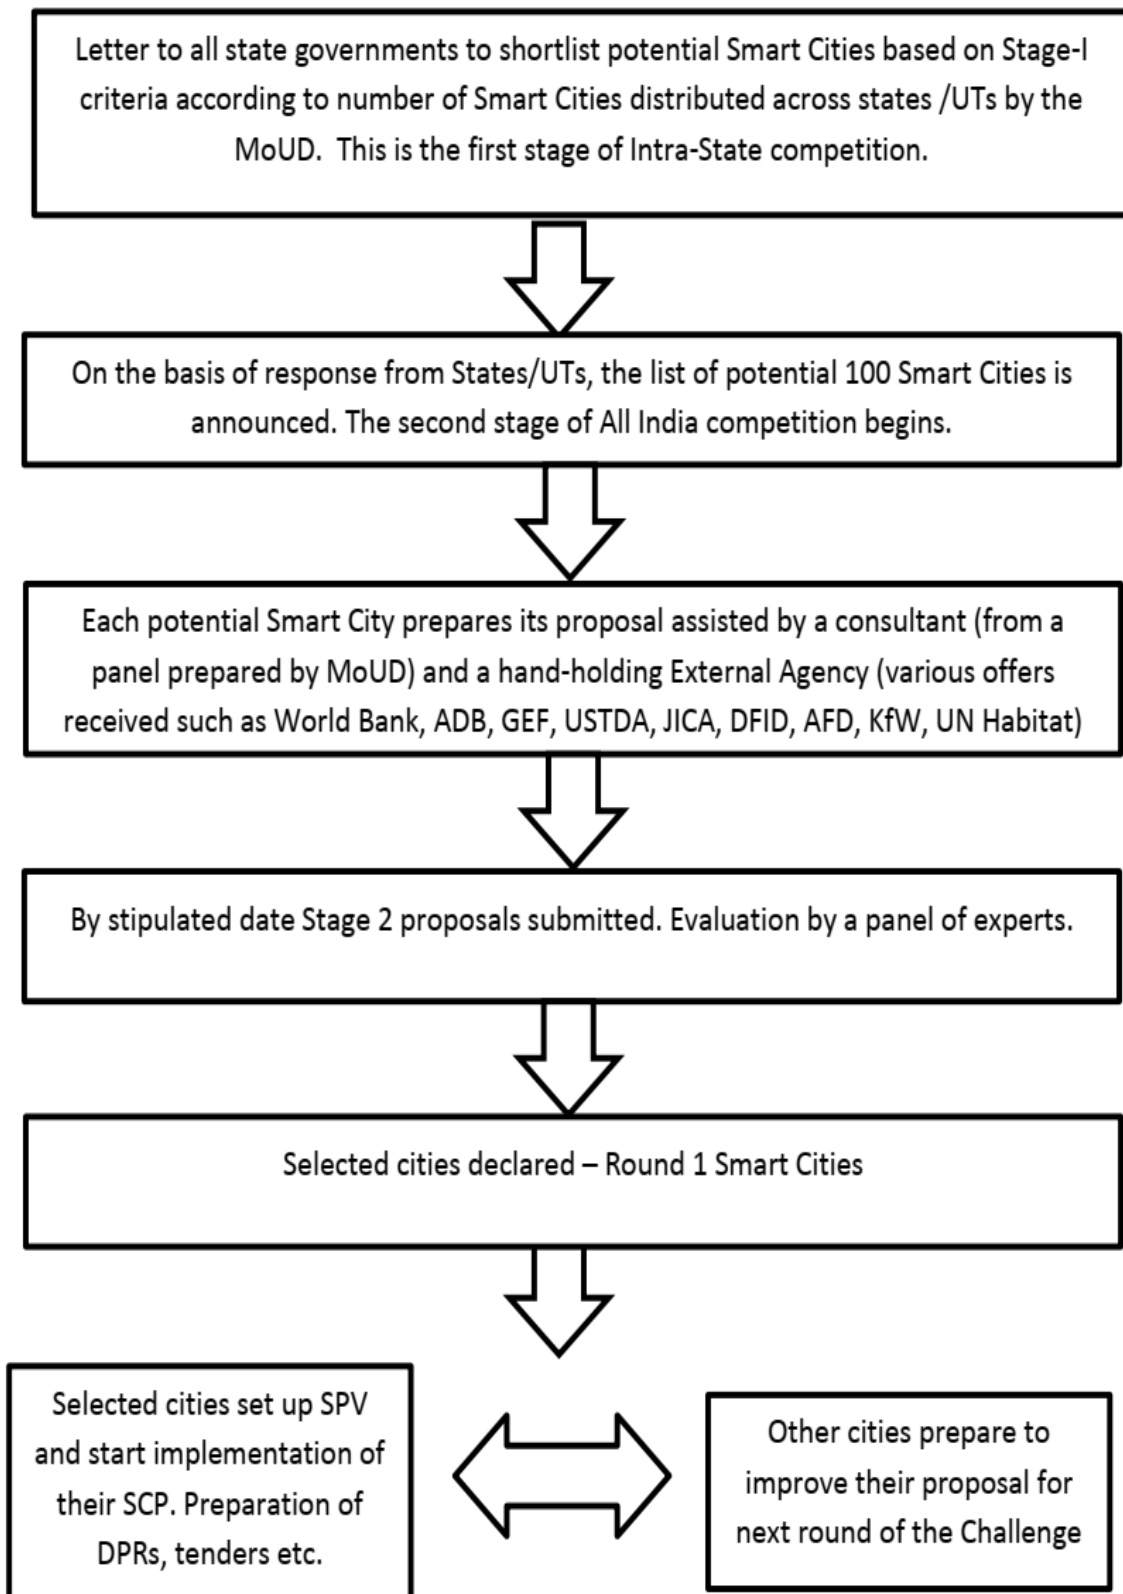 Letter to all state governments to shortlist potential Smart Cities based on Stage-I
criteria according to number of Smart Cities distributed across states /UTs by the
MoUD.  This is the first stage of Intra-State competition.
On the basis of response from States/UTs, the list of potential 100 Smart Cities is
announced. The second stage of All India competition begins.
Each potential Smart City prepares its proposal assisted by a consultant (from a
panel prepared by MoUD) and a hand-holding External Agency (various offers
received such as World Bank, ADB, GEF, USTDA, JICA, DFID, AFD, KfW, UN Habitat)
By stipulated date Stage 2 proposals submitted. Evaluation by a panel of experts.
Selected cities declared – Round 1 Smart Cities
Selected cities set up SPV
and start implementation of
their SCP. Preparation of
DPRs, tenders etc.
Other cities prepare to
improve their proposal for
next round of the Challenge